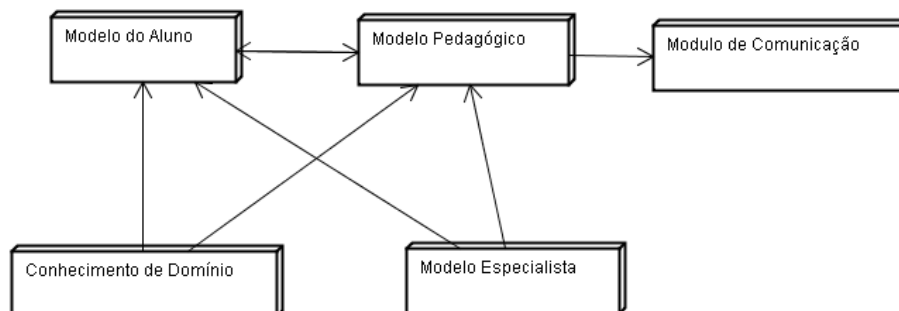 Modelo do Aluno
Modelo Pedagógico
Modulo de Comunicação
Conhecimento de Domínio
Modelo Especialista